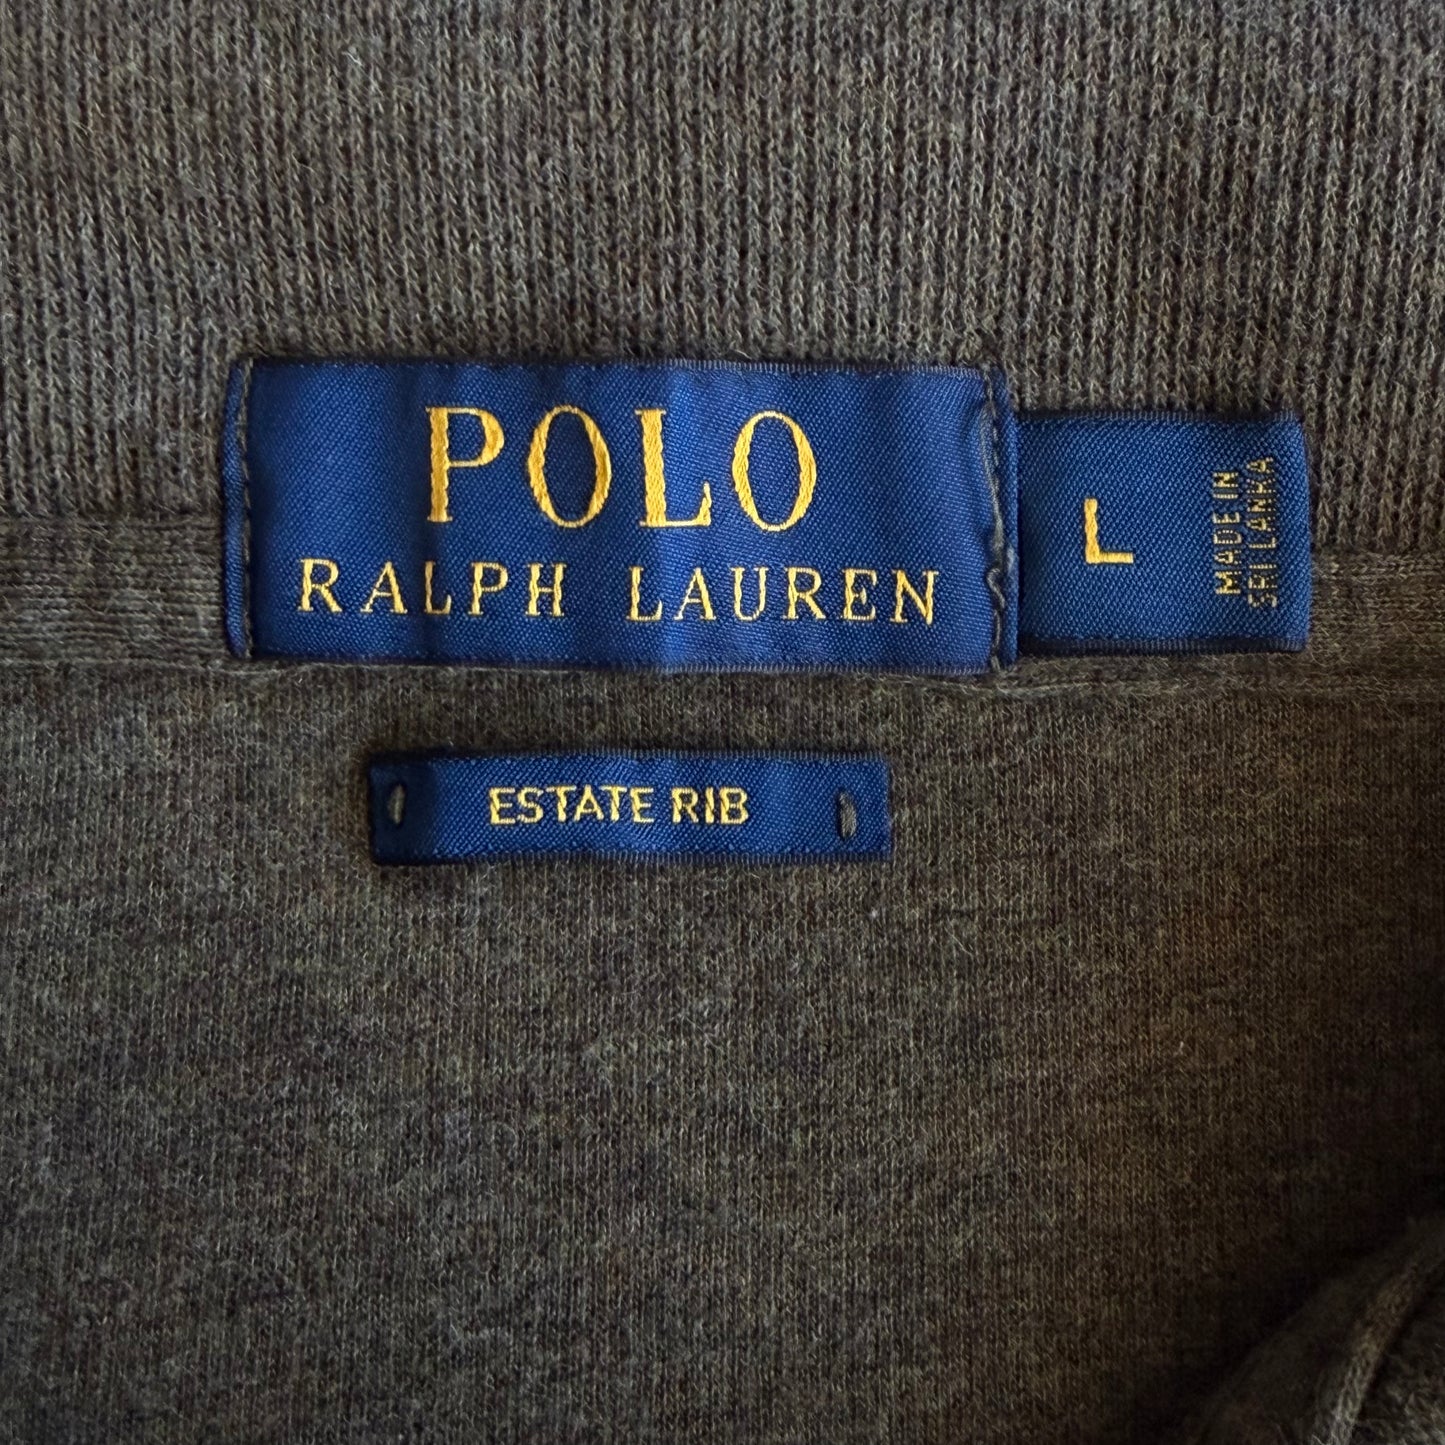 POLO
RALPH LAUREN
L
MADE IN
SRI LANKA
ESTATE RIB